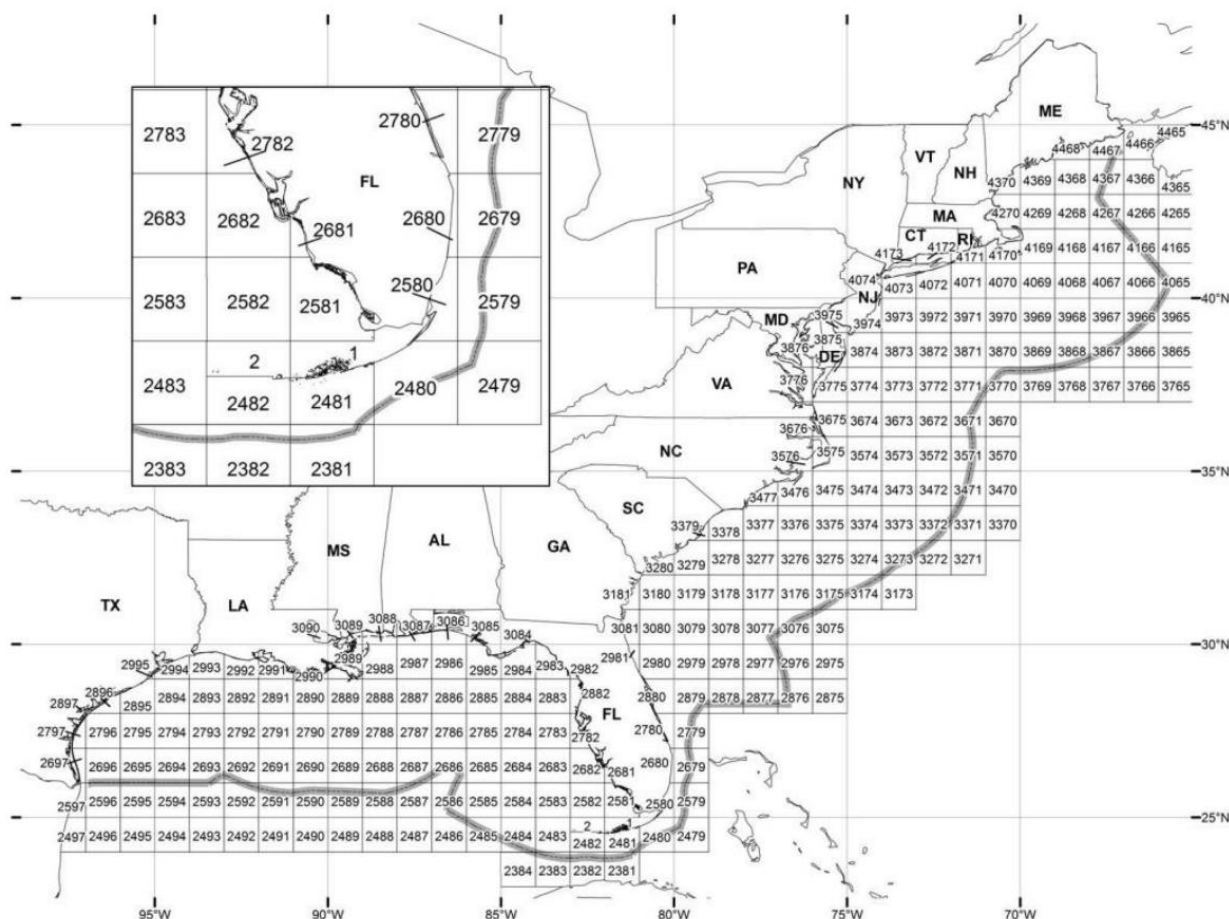 ME
45°N
4465
4466
4467
4468
VT
NH
NY
4370 4369 4368 4367 4366 4365
MA
4270 4269 4268 4267 4266 4265
CT RI
4173 4172 4171 4170 4169 4168 4167 4166 4165
PA
4074 4073 4072 4071 4070 4069 4068 4067 4066 4065
40°N
NJ
MD
3975 3974 3973 3972 3971 3970 3969 3968 3967 3966 3965
3876 3875 3874 3873 3872 3871 3870 3869 3868 3867 3866 3865
DE
VA
3776 3775 3774 3773 3772 3771 3770 3769 3768 3767 3766 3765
3676 3675 3674 3673 3672 3671 3670
NC
3576 3575 3574 3573 3572 3571 3570
35°N
3477 3476 3475 3474 3473 3472 3471 3470
SC
3379 3378 3377 3376 3375 3374 3373 3372 3371 3370
3280 3279 3278 3277 3276 3275 3274 3273 3272 3271
MS AL GA
TX LA
3181 3180 3179 3178 3177 3176 3175 3174 3173
3090 3089 3088 3087 3086 3085 3084 3081 3080 3079 3078 3077 3076 3075
30°N
2995 2994 2993 2992 2991 2990 2989 2988 2987 2986 2985 2984 2983 2982 2981 2980 2979 2978 2977 2976 2975
2897 2896 2895 2894 2893 2892 2891 2890 2889 2888 2887 2886 2885 2884 2883 2882 2880 2879 2878 2877 2876 2875
FL
2797 2796 2795 2794 2793 2792 2791 2790 2789 2788 2787 2786 2785 2784 2783 2782 2780 2779
2697 2696 2695 2694 2693 2692 2691 2690 2689 2688 2687 2686 2685 2684 2683 2682 2681 2680 2679
2597 2596 2595 2594 2593 2592 2591 2590 2589 2588 2587 2586 2585 2584 2583 2582 2581 2580 2579
25°N
2 1
2497 2496 2495 2494 2493 2492 2491 2490 2489 2488 2487 2486 2485 2484 2483 2482 2481 2480 2479
2384 2383 2382 2381
95°W 90°W 85°W 80°W 75°W 70°W
2783 2782 2780 2779
FL
2683 2682 2681 2680 2679
2583 2582 2581 2580 2579
2 1
2483 2482 2481 2480 2479
2383 2382 2381